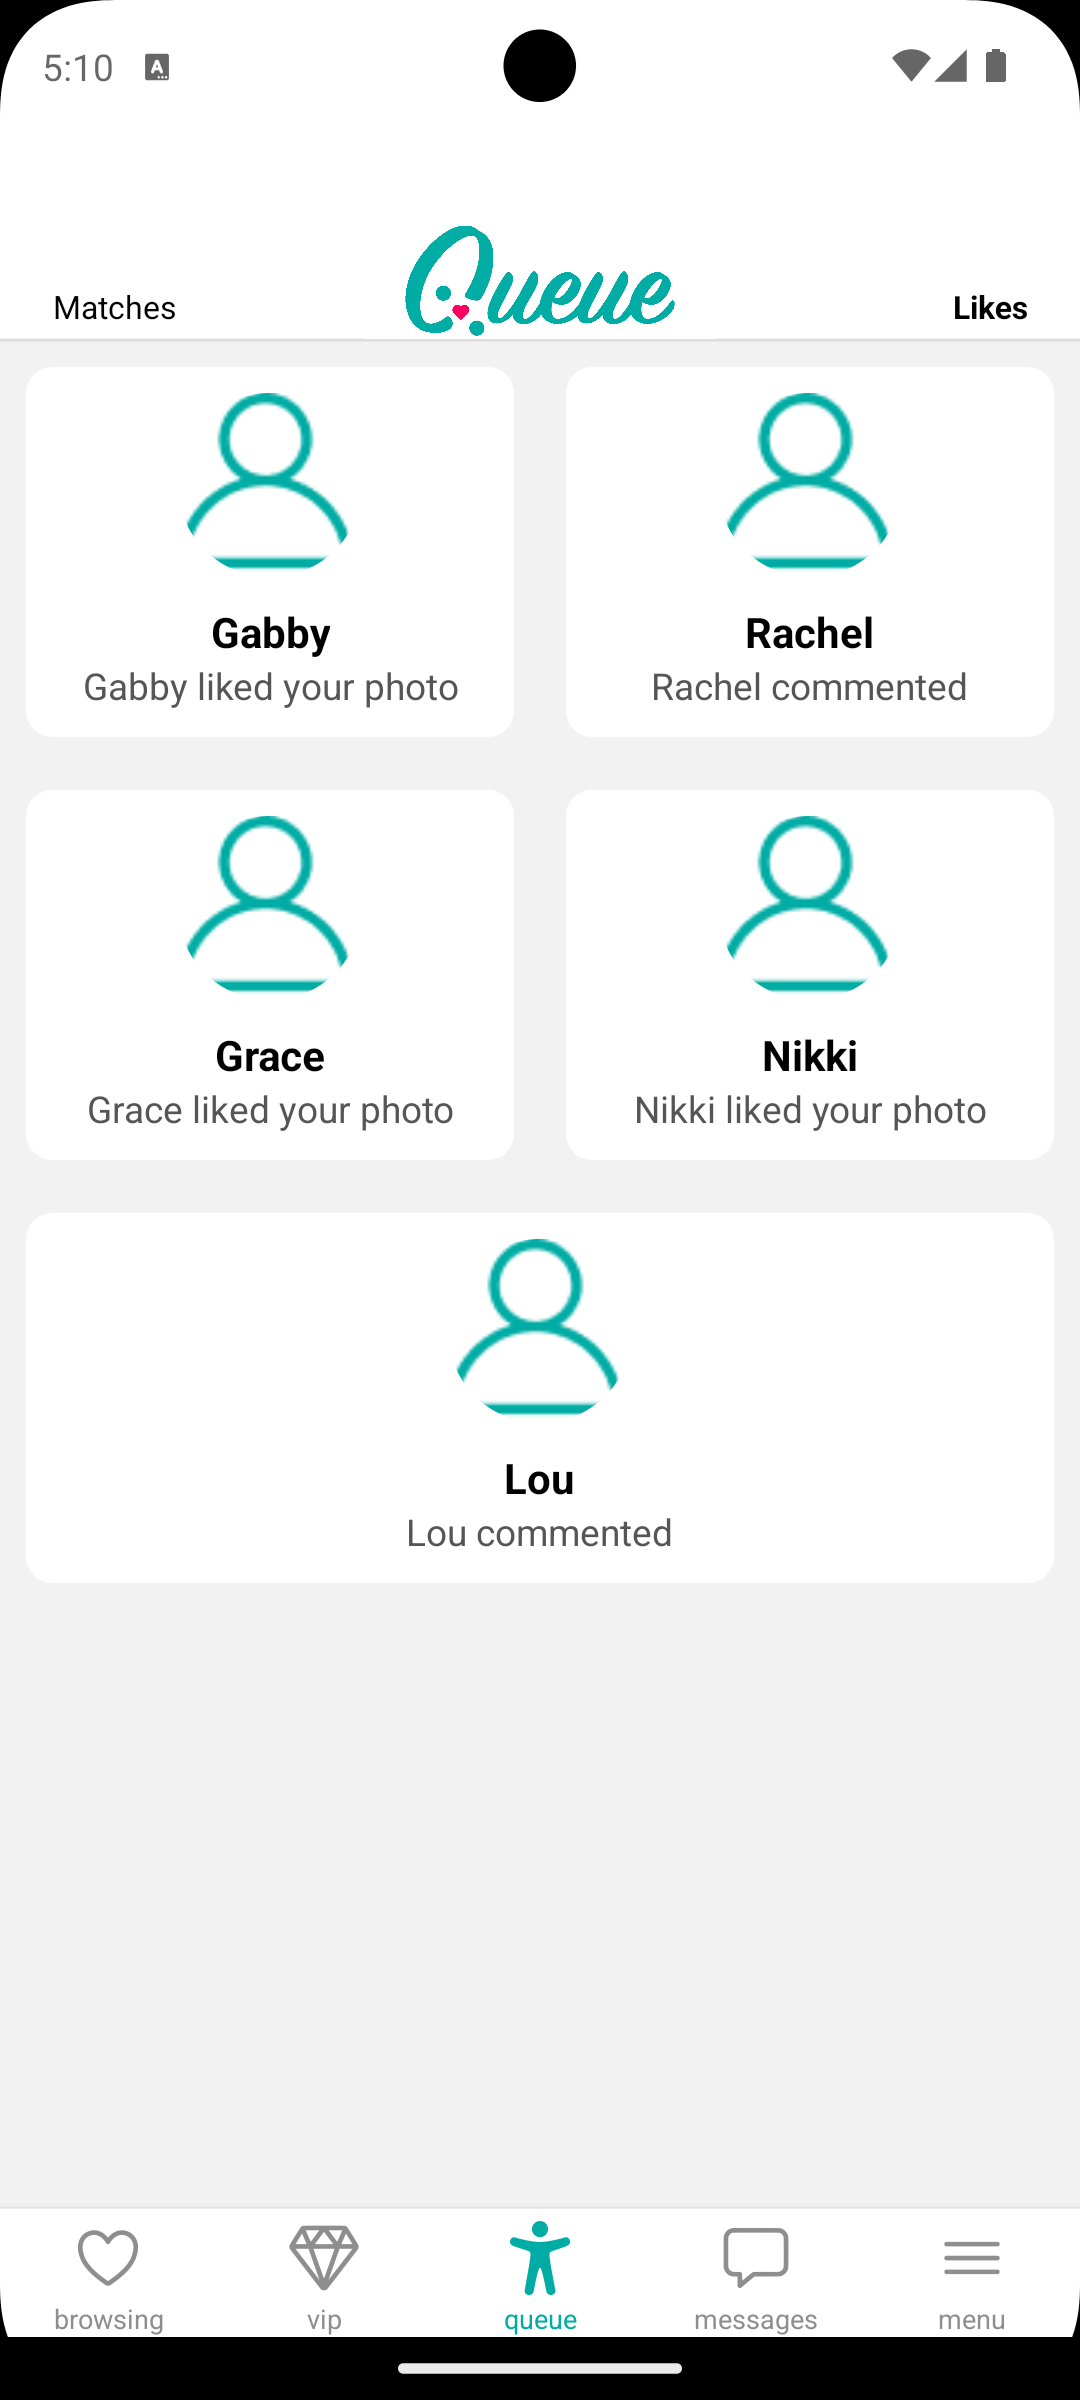 5:10
Matches
Queue
Likes
Gabby
Gabby liked your photo
Rachel
Rachel commented
Grace
Grace liked your photo
Nikki
Nikki liked your photo
Lou
Lou commented
browsing
vip
queue
messages
menu